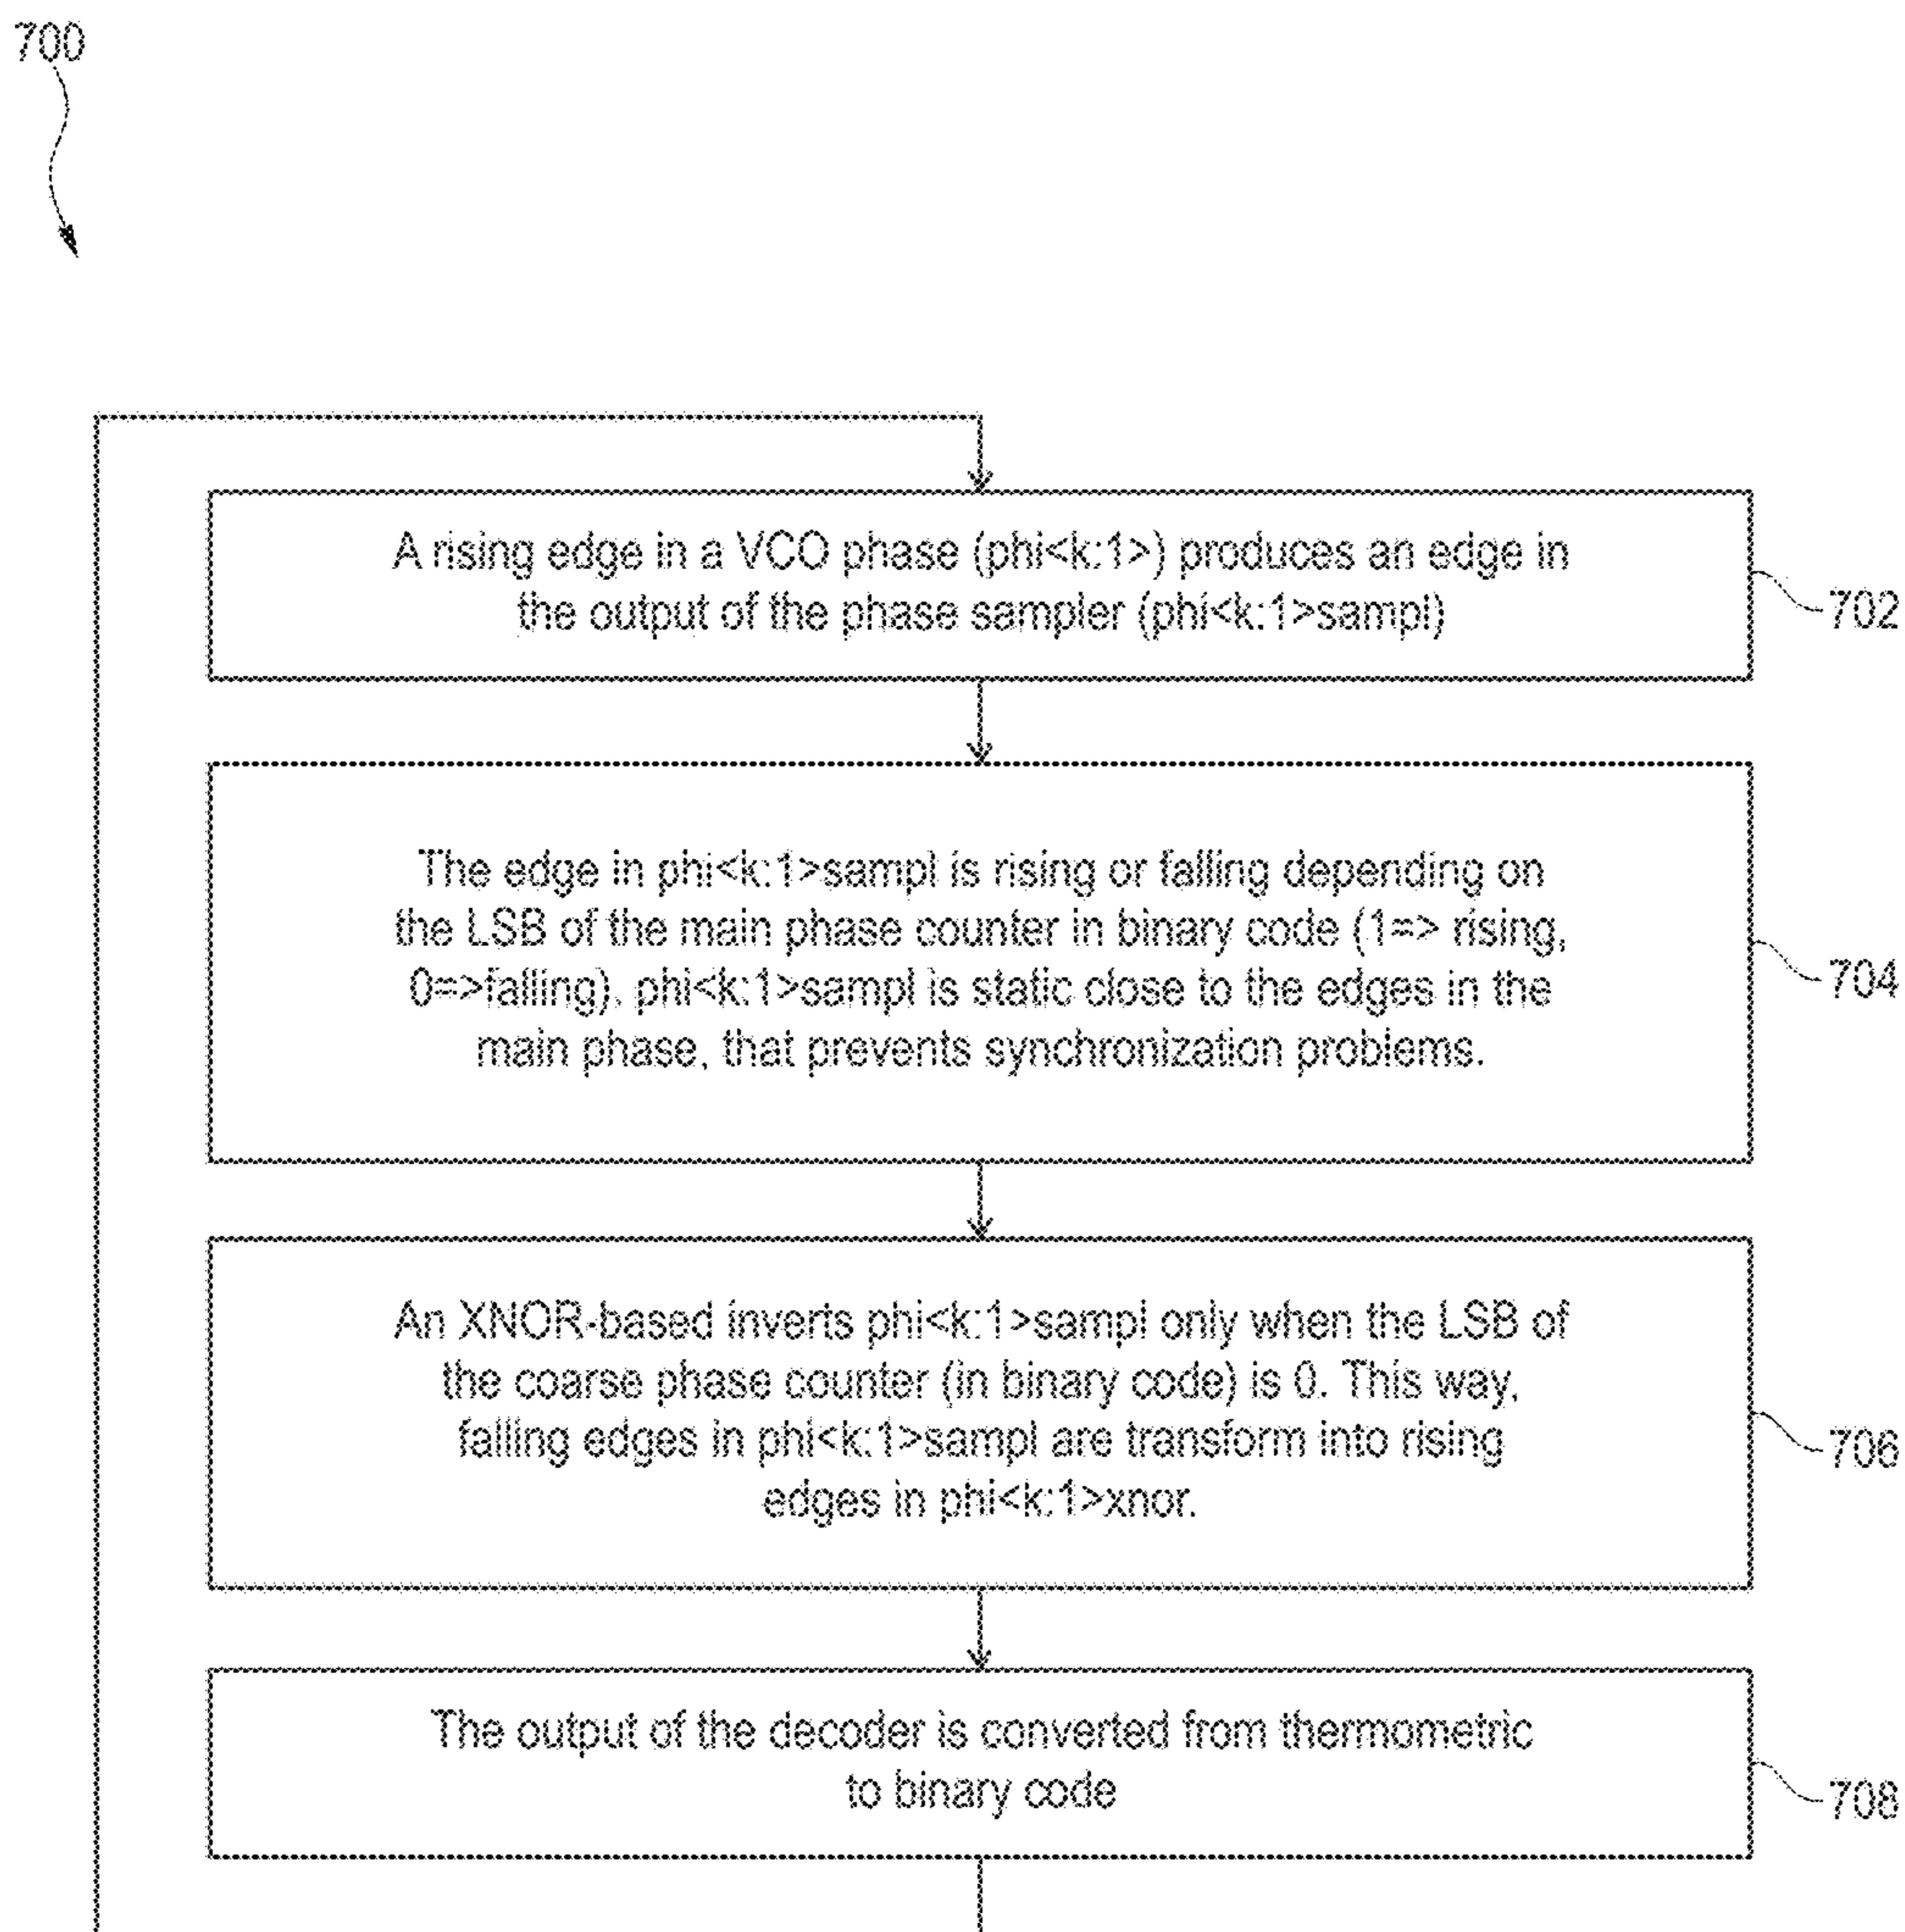 700
A rising edge in a VCO phase (phi<k:1>) produces an edge in
the output of the phase sampler (phi<k:1>sampl)
702
The edge in phi<k:1>sampl is rising or falling depending on
the LSB of the main phase counter in binary code (1=> rising,
0=>falling). phi<k:1>sampl is static close to the edges in the
main phase, that prevents synchronization problems.
704
An XNOR-based inverts phi<k:1>sampl only when the LSB of
the coarse phase counter (in binary code) is 0. This way,
falling edges in phi<k:1>sampl are transform into rising
edges in phi<k:1>xnor.
706
The output of the decoder is converted from thermometric
to binary code
708